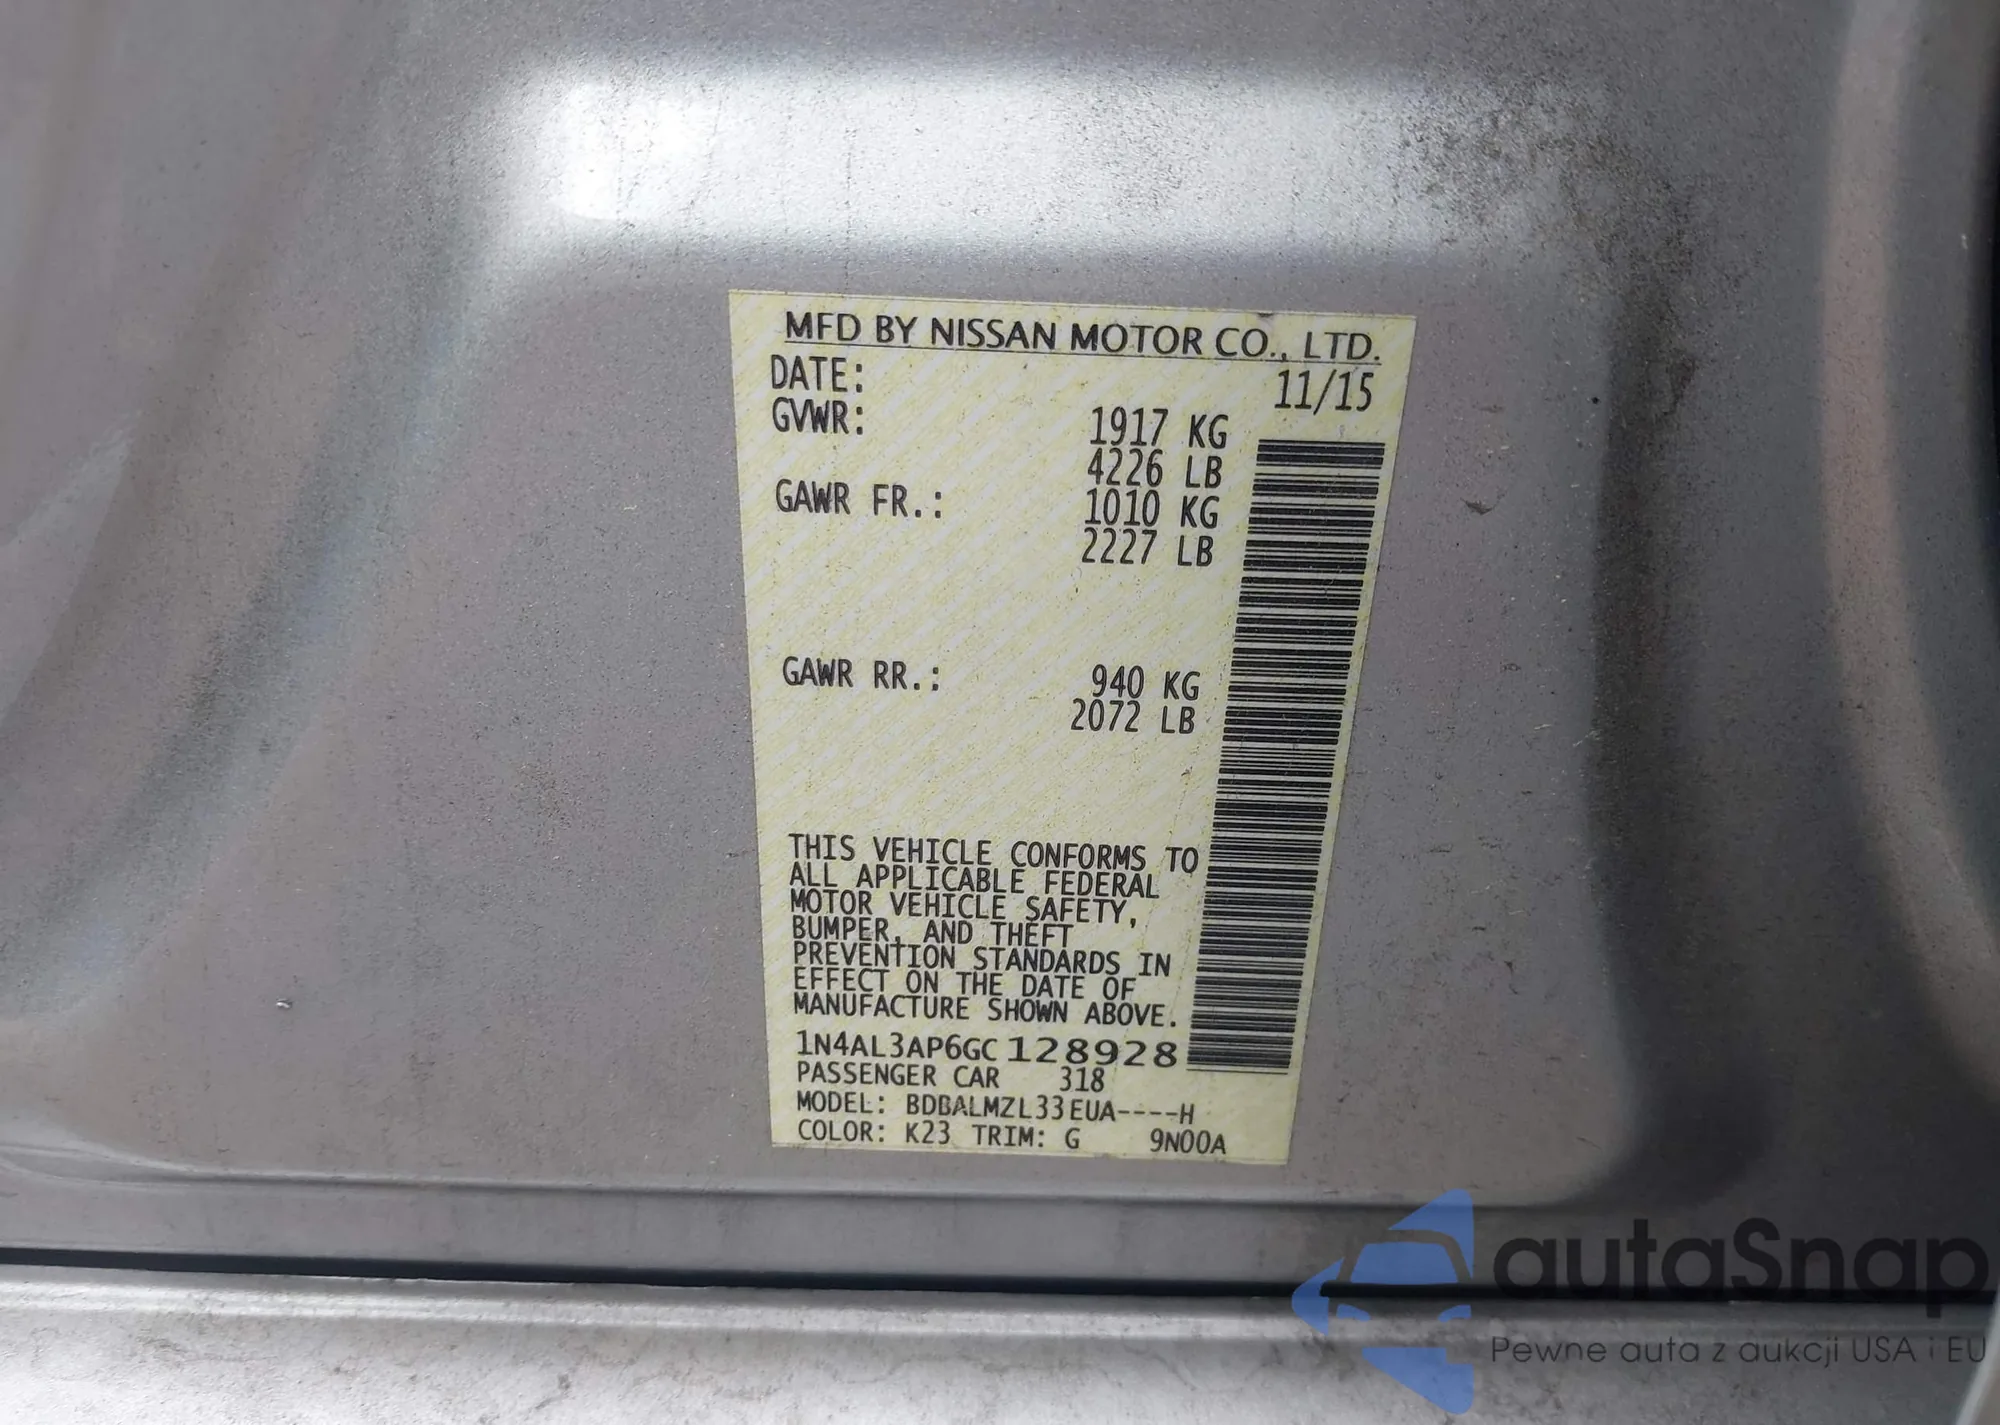 MFD BY NISSAN MOTOR CO., LTD.
DATE: 11/15
GVWR: 1917 KG
4226 LB
GAWR FR.: 1010 KG
2227 LB
GAWR RR.: 940 KG
2072 LB
THIS VEHICLE CONFORMS TO
ALL APPLICABLE FEDERAL
MOTOR VEHICLE SAFETY,
BUMPER, AND THEFT
PREVENTION STANDARDS IN
EFFECT ON THE DATE OF
MANUFACTURE SHOWN ABOVE.
1N4AL3AP6GC128928
PASSENGER CAR 318
MODEL: BDBALMZL33EUA----H
COLOR: K23 TRIM: G 9N00A
autaSnap
Pewne auta z aukcji USA i EU